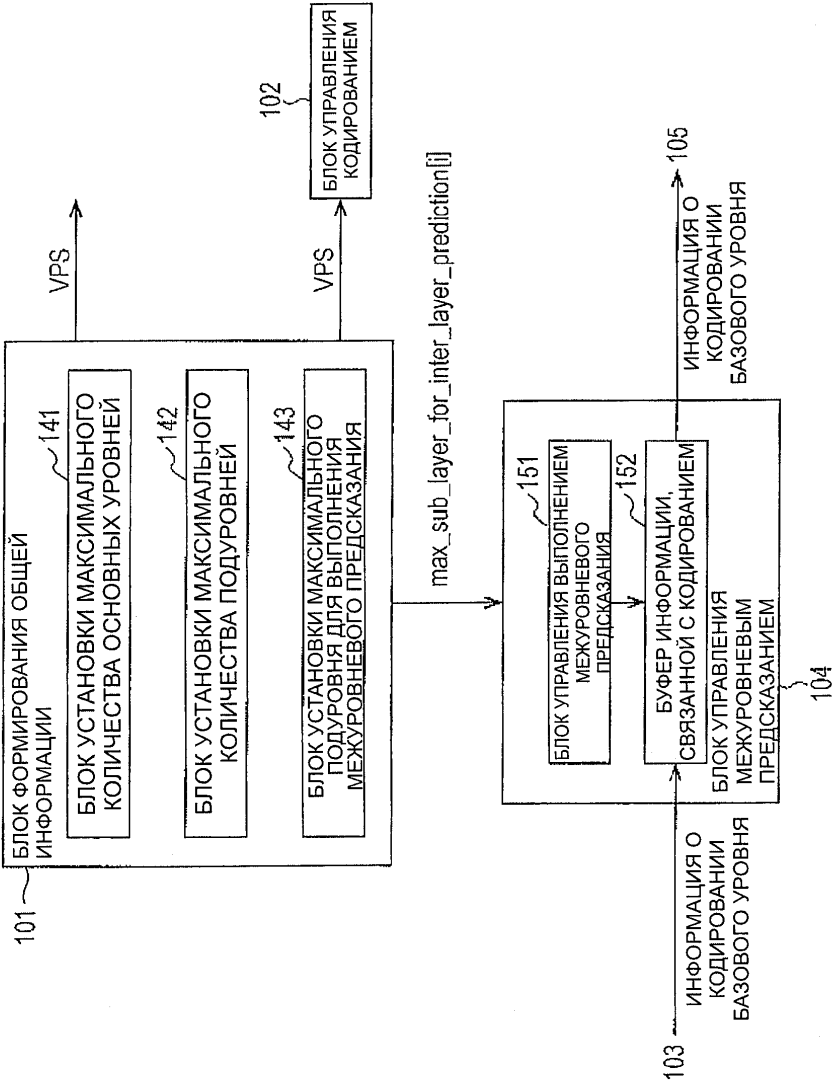 101
БЛОК ФОРМИРОВАНИЯ ОБЩЕЙ
ИНФОРМАЦИИ
141
БЛОК УСТАНОВКИ МАКСИМАЛЬНОГО
КОЛИЧЕСТВА ОСНОВНЫХ УРОВНЕЙ
VPS
142
БЛОК УСТАНОВКИ МАКСИМАЛЬНОГО
КОЛИЧЕСТВА ПОДУРОВНЕЙ
143
БЛОК УСТАНОВКИ МАКСИМАЛЬНОГО
ПОДУРОВНЯ ДЛЯ ВЫПОЛНЕНИЯ
МЕЖУРОВНЕВОГО ПРЕДСКАЗАНИЯ
VPS
102
БЛОК УПРАВЛЕНИЯ
КОДИРОВАНИЕМ
max_sub_layer_for_inter_layer_prediction[i]
151
БЛОК УПРАВЛЕНИЯ ВЫПОЛНЕНИЕМ
МЕЖУРОВНЕВОГО
ПРЕДСКАЗАНИЯ
152
БУФЕР ИНФОРМАЦИИ,
СВЯЗАННОЙ С КОДИРОВАНИЕМ
БЛОК УПРАВЛЕНИЯ
МЕЖУРОВНЕВЫМ
ПРЕДСКАЗАНИЕМ
104
103
ИНФОРМАЦИЯ О
КОДИРОВАНИИ
БАЗОВОГО УРОВНЯ
105
ИНФОРМАЦИЯ О
КОДИРОВАНИИ
БАЗОВОГО УРОВНЯ